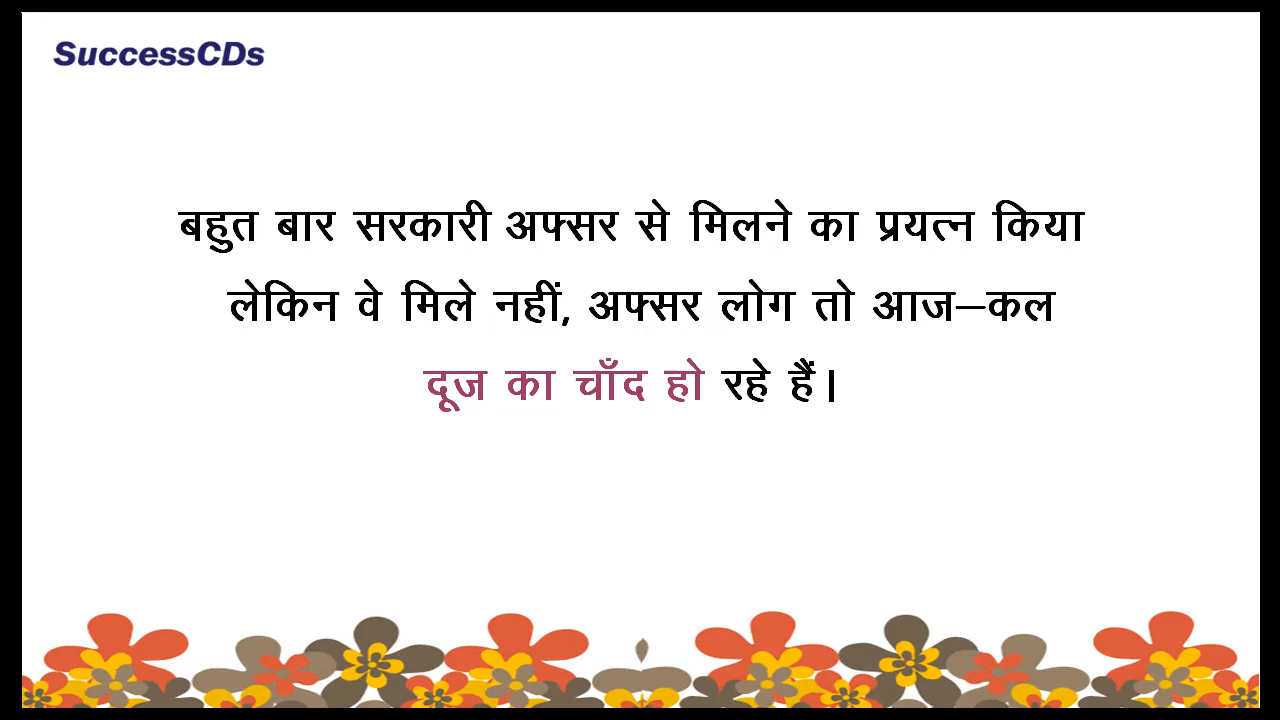 SuccessCDs
बहुत बार सरकारी अफ्सर से मिलने का प्रयत्न किया
लेकिन वे मिले नहीं, अफ्सर लोग तो आज–कल
दूज का चाँद हो रहे हैं।